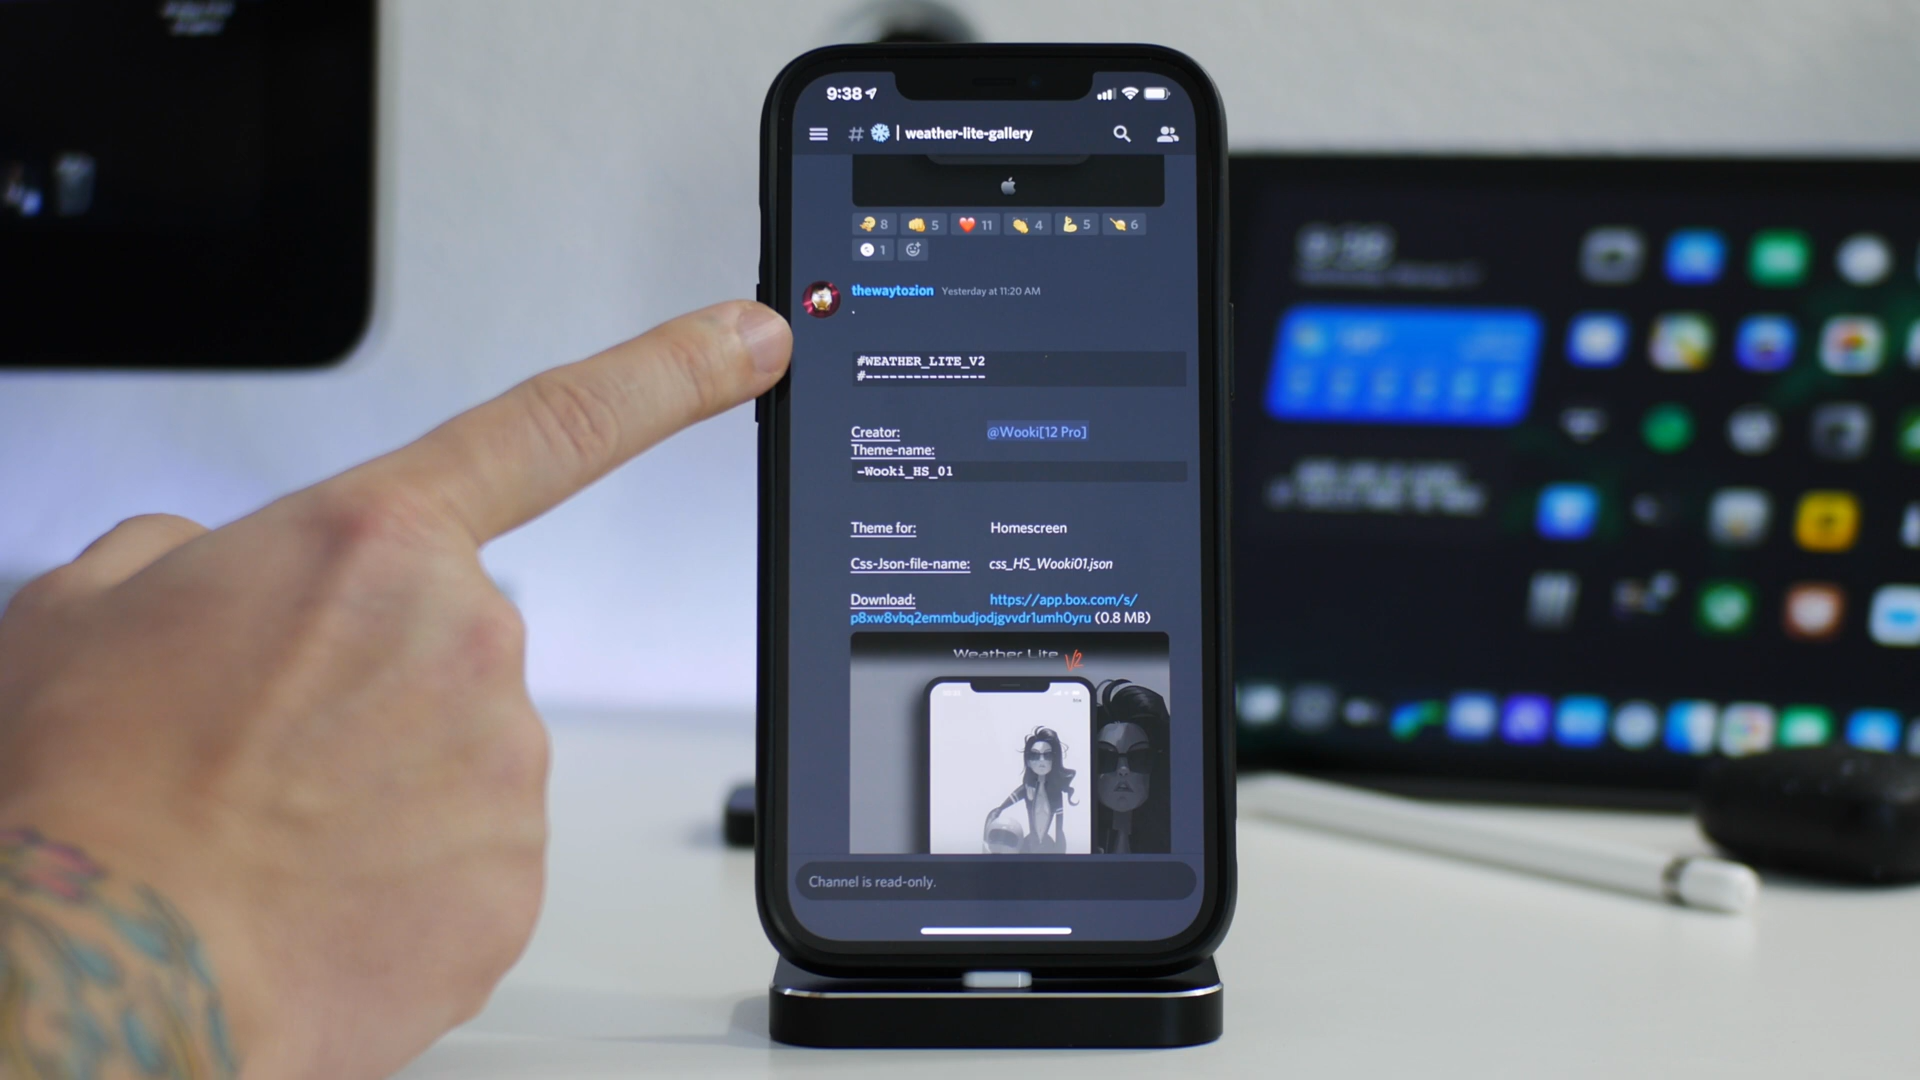 9:38
# | weather-lite-gallery
8 5 11 4 5 6
1
thewaytozion Yesterday at 11:20 AM
.
#WEATHER_LITE_V2
#---------------
Creator: @Wooki[12 Pro]
Theme-name:
-Wooki_HS_01
Theme for: Homescreen
Css-Json-file-name: css_HS_Wooki01.json
Download: https://app.box.com/s/
p8xw8vbq2emmbudjodjgvvdr1umh0yru (0.8 MB)
Weather Lite V2
Channel is read-only.